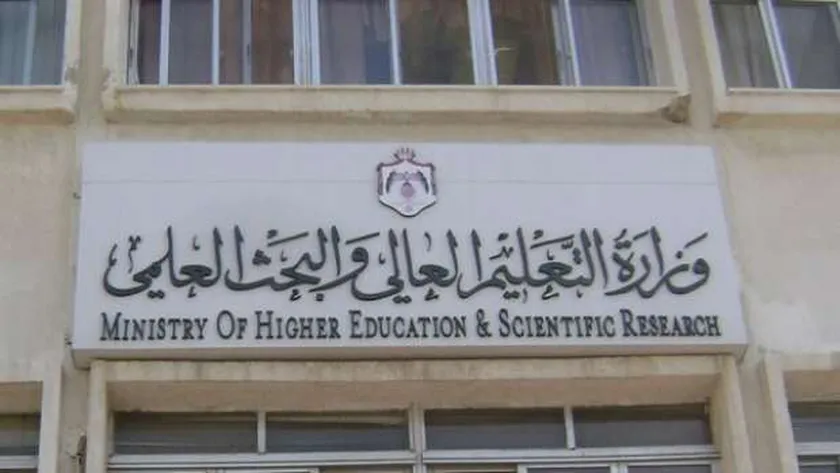 وزارة التعليم العالي والبحث العلمي
MINISTRY OF HIGHER EDUCATION & SCIENTIFIC RESEARCH